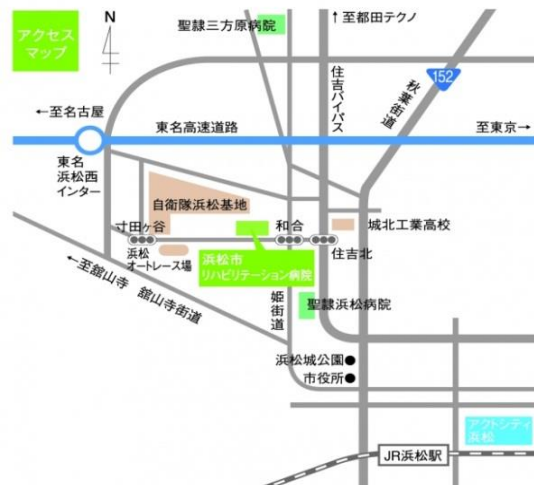 アクセス
マップ
N
聖隷三方原病院
↑至都田テクノ
152
秋葉街道
住吉バイパス
←至名古屋
東名高速道路
至東京→
東名
浜松西
インター
自衛隊浜松基地
寸田ヶ谷
和合
城北工業高校
浜松
オートレース場
住吉北
浜松市
リハビリテーション病院
←至舘山寺 舘山寺街道
姫街道
聖隷浜松病院
浜松城公園
市役所
アクトシティ
浜松
JR浜松駅